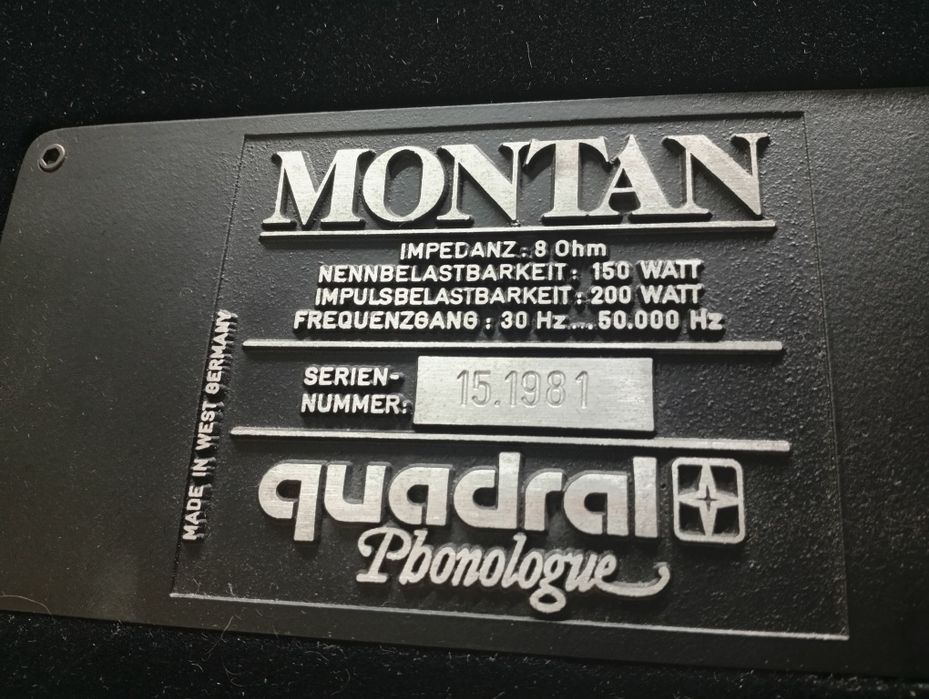 MONTAN
IMPEDANZ: 8 Ohm
NENNBELASTBARKEIT: 150 WATT
IMPULSBELASTBARKEIT: 200 WATT
FREQUENZGANG: 30 Hz....50.000 Hz
SERIEN-
NUMMER: 15.1981
MADE IN WEST GERMANY
quadral
Phonologue